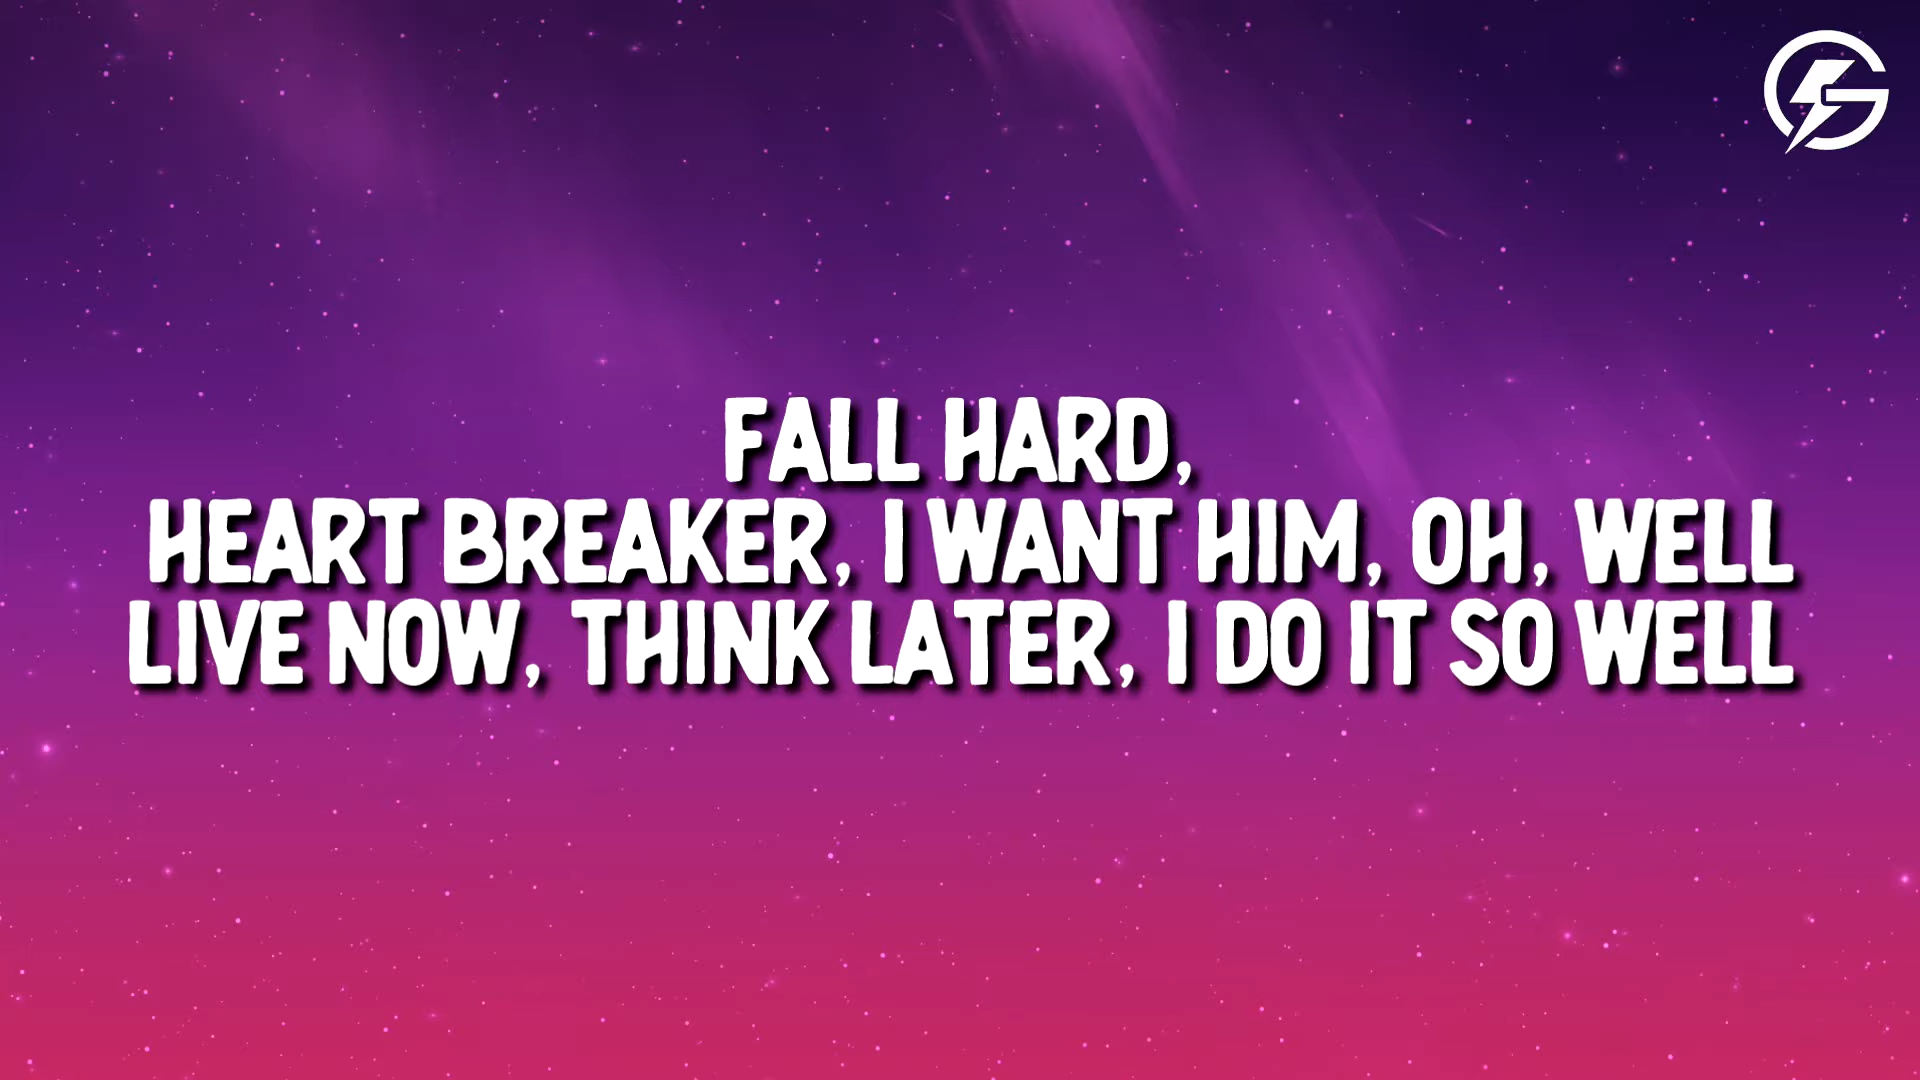 FALL HARD,
HEART BREAKER, I WANT HIM, OH, WELL
LIVE NOW, THINK LATER, I DO IT SO WELL